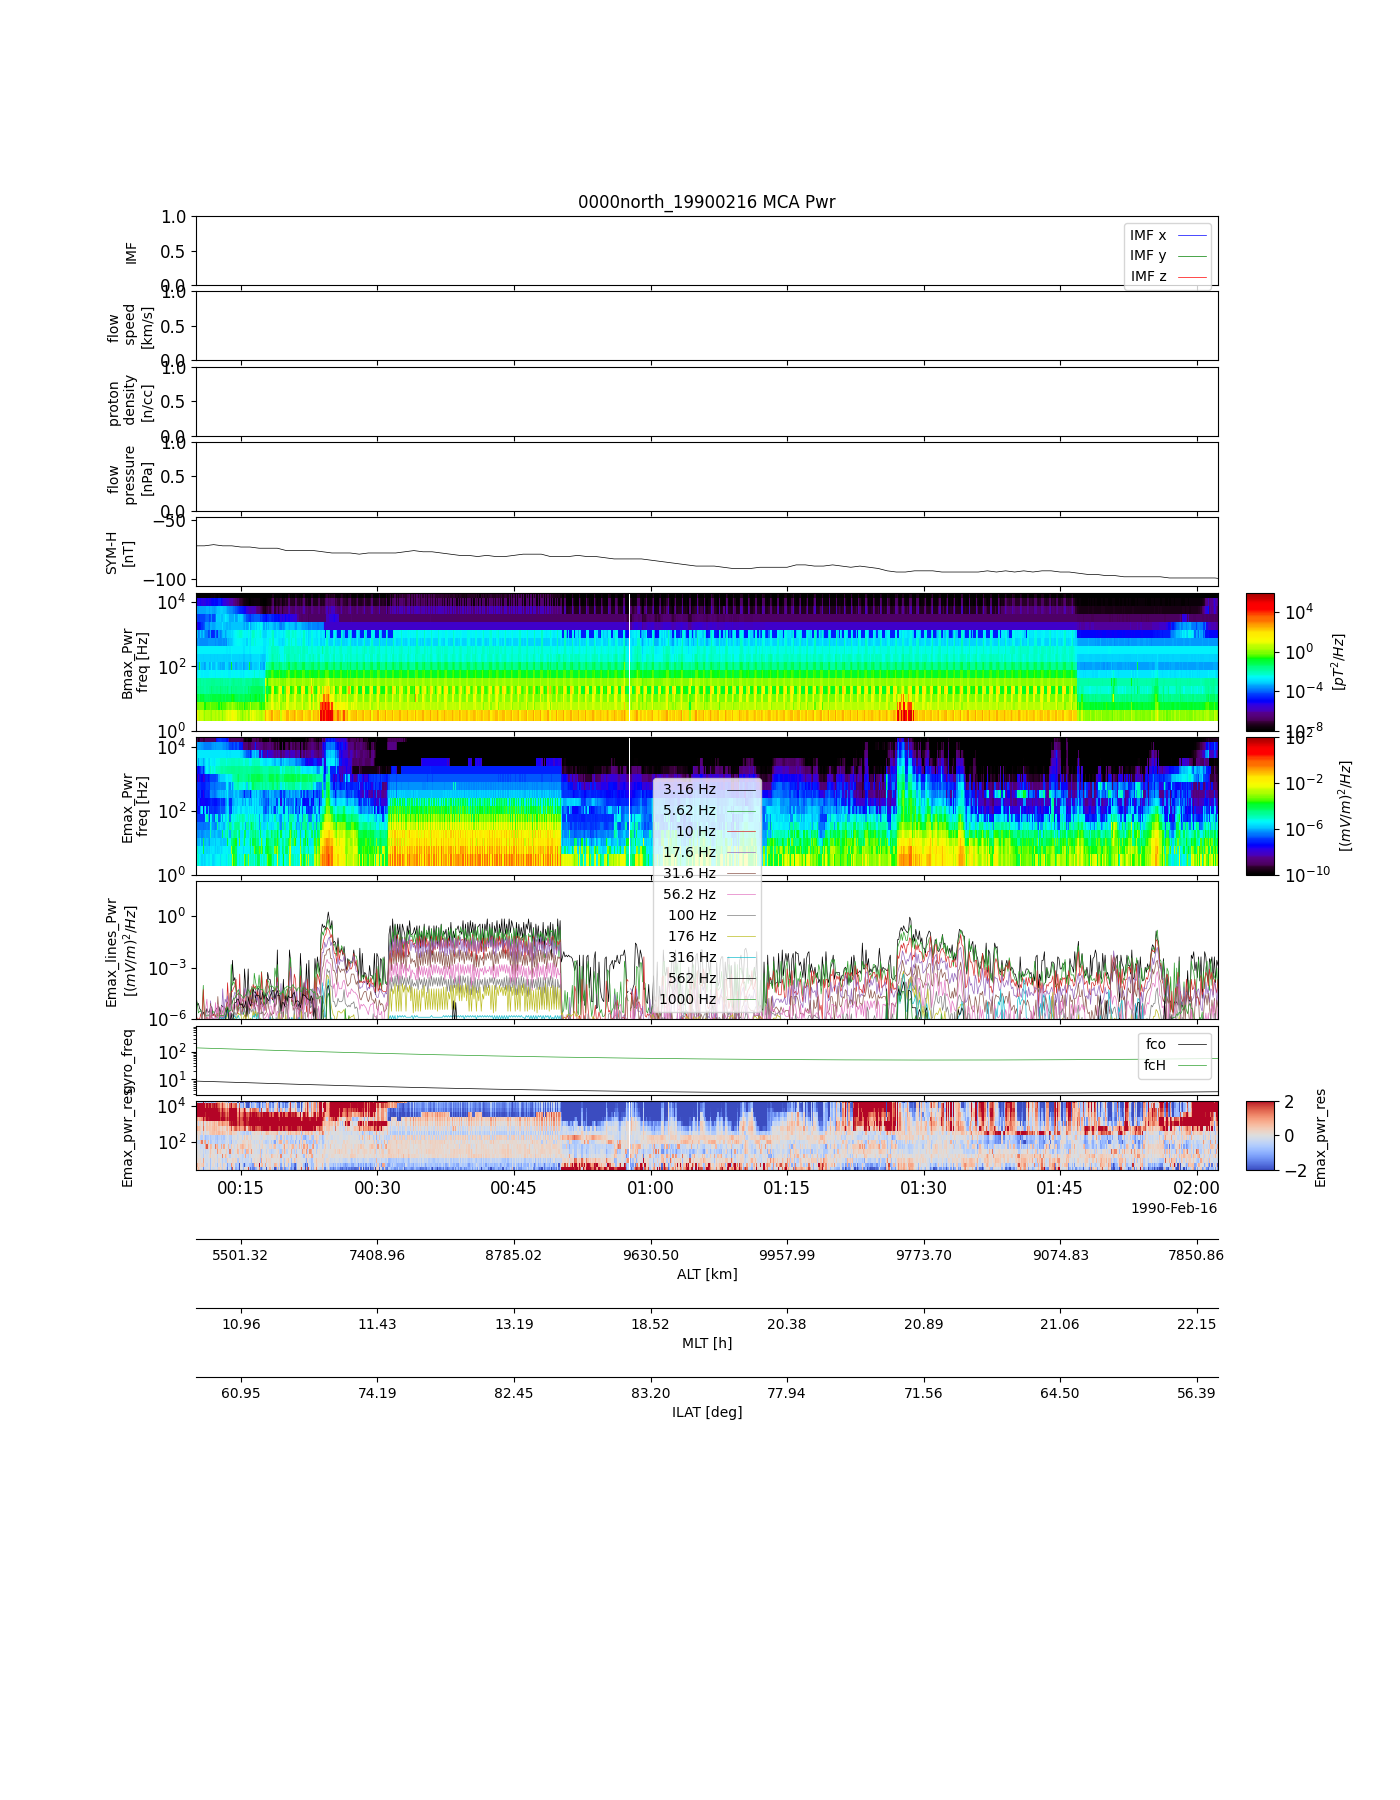 0000north_19900216 MCA Pwr
1.0
0.5
0.0
IMF
IMF x
IMF y
IMF z
1.0
0.5
0.0
flow
speed
[km/s]
1.0
0.5
0.0
proton
density
[n/cc]
1.0
0.5
0.0
flow
pressure
[nPa]
−50
−100
SYM-H
[nT]
10^4
10^2
10^0
Bmax_Pwr
freq [Hz]
10^4
10^0
10^−4
10^−8
[pT^2/Hz]
10^4
10^2
10^0
Emax_Pwr
freq [Hz]
10^2
10^−2
10^−6
10^−10
[(mV/m)^2/Hz]
3.16 Hz
5.62 Hz
10 Hz
17.6 Hz
31.6 Hz
56.2 Hz
100 Hz
176 Hz
316 Hz
562 Hz
1000 Hz
10^0
10^−3
10^−6
Emax_lines_Pwr
[(mV/m)^2/Hz]
10^2
10^1
gyro_freq
fco
fcH
10^4
10^2
Emax_pwr_res
2
0
−2
Emax_pwr_res
00:15 00:30 00:45 01:00 01:15 01:30 01:45 02:00
1990-Feb-16
5501.32 7408.96 8785.02 9630.50 9957.99 9773.70 9074.83 7850.86
ALT [km]
10.96 11.43 13.19 18.52 20.38 20.89 21.06 22.15
MLT [h]
60.95 74.19 82.45 83.20 77.94 71.56 64.50 56.39
ILAT [deg]